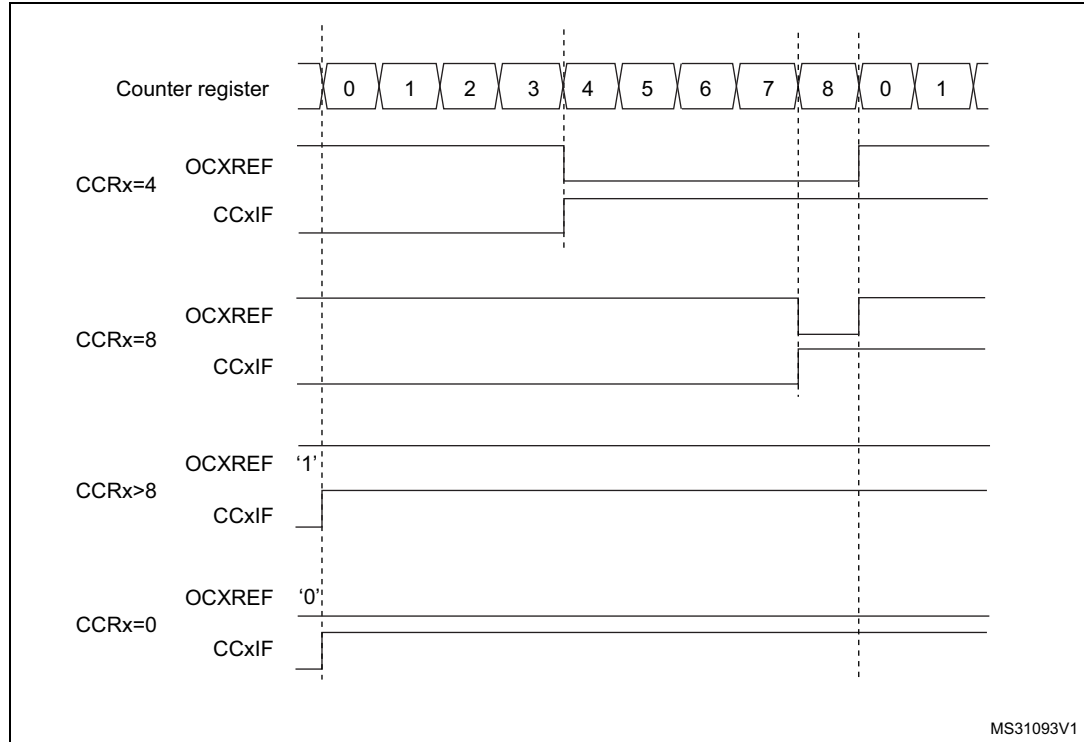 Counter register 0 1 2 3 4 5 6 7 8 0 1
OCXREF
CCRx=4
CCxIF
OCXREF
CCRx=8
CCxIF
OCXREF ‘1’
CCRx>8
CCxIF
OCXREF ‘0’
CCRx=0
CCxIF
MS31093V1